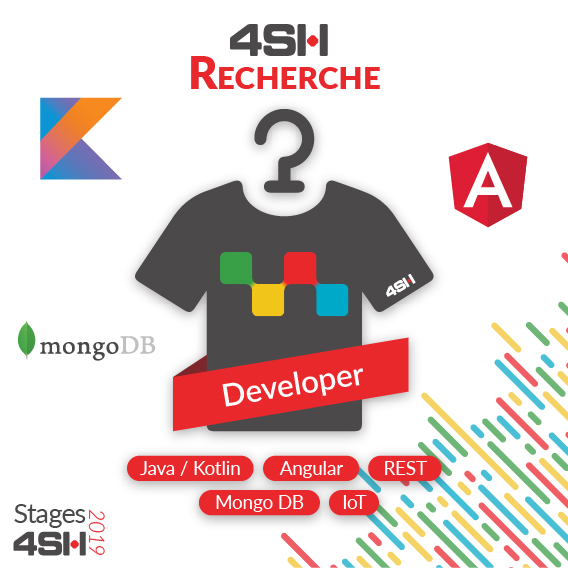 4SH
RECHERCHE
4SH
mongoDB
Developer
Java / Kotlin
Angular
REST
Mongo DB
IoT
Stages
2019
4SH